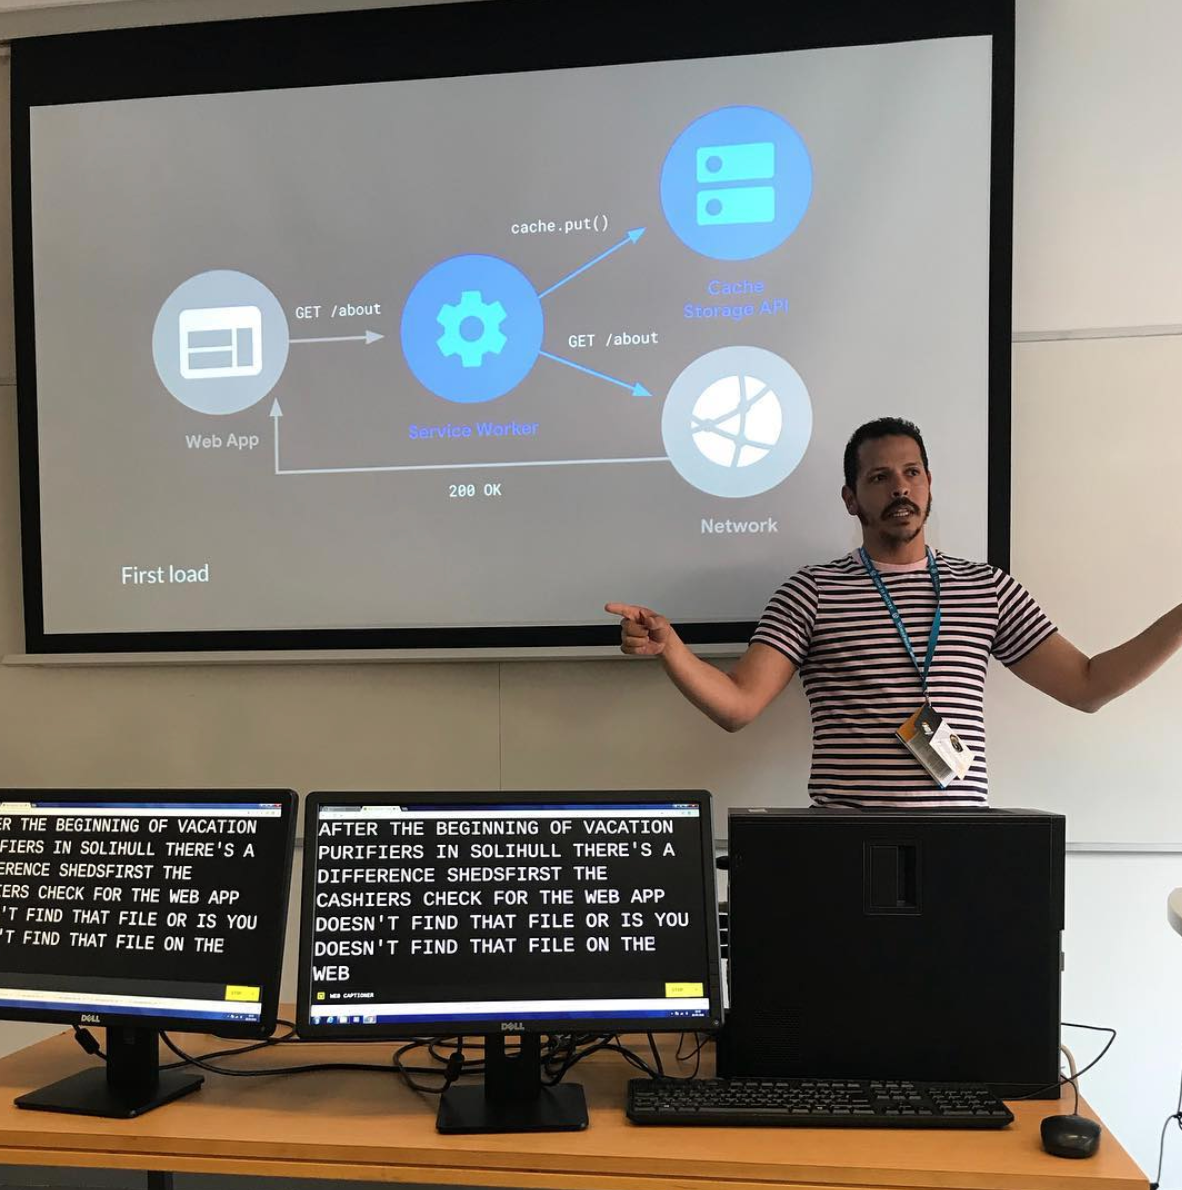 cache.put()
Cache
Storage API
GET /about
GET /about
Service Worker
Web App
200 OK
Network
First load
ER THE BEGINNING OF VACATION
FIERS IN SOLIHULL THERE'S A
ERENCE SHEDSFIRST THE
ERS CHECK FOR THE WEB APP
'T FIND THAT FILE OR IS YOU
'T FIND THAT FILE ON THE
DELL
AFTER THE BEGINNING OF VACATION
PURIFIERS IN SOLIHULL THERE'S A
DIFFERENCE SHEDSFIRST THE
CASHIERS CHECK FOR THE WEB APP
DOESN'T FIND THAT FILE OR IS YOU
DOESN'T FIND THAT FILE ON THE
WEB
WEB CAPTIONER
DELL